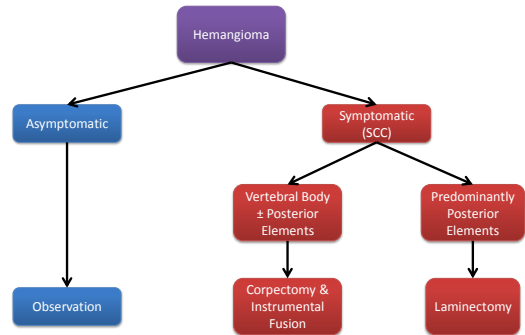 Hemangioma
Asymptomatic
Symptomatic
(SCC)
Vertebral Body
± Posterior
Elements
Predominantly
Posterior
Elements
Observation
Corpectomy &
Instrumental
Fusion
Laminectomy